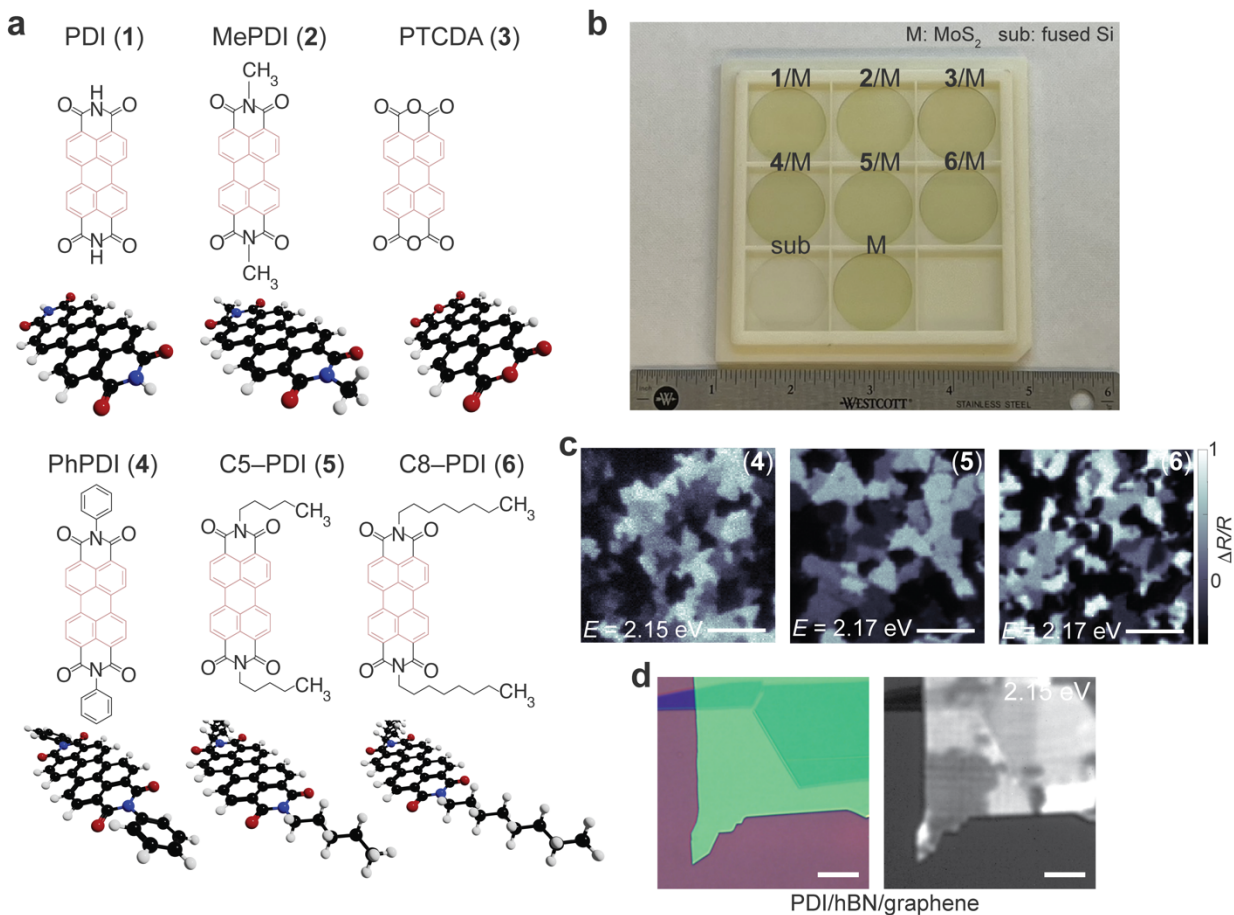 a
PDI (1)
MePDI (2)
PTCDA (3)
H
N
O
O
O
O
N
H
CH3
O
N
O
O
N
O
CH3
O
O
O
O
O
O
PhPDI (4)
C5–PDI (5)
C8–PDI (6)
O
N
O
O
N
O
CH3
O
N
O
O
N
O
CH3
CH3
O
N
O
O
N
O
CH3
b
M: MoS2 sub: fused Si
1/M
2/M
3/M
4/M
5/M
6/M
sub
M
1 2 3 4 5 6
W WESTCOTT STAINLESS STEEL
c
(4)
(5)
(6)
E = 2.15 eV
E = 2.17 eV
E = 2.17 eV
1
0
ΔR/R
d
2.15 eV
PDI/hBN/graphene